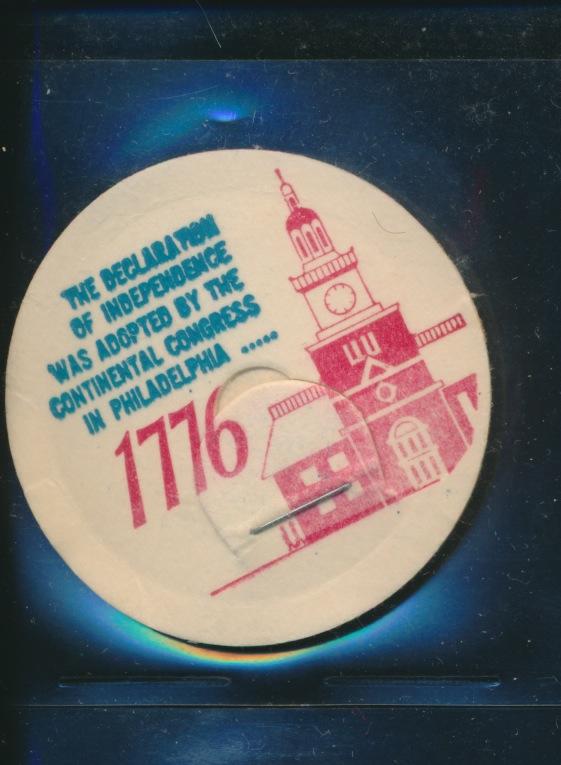 THE DECLARATION
OF INDEPENDENCE
WAS ADOPTED BY THE
CONTINENTAL CONGRESS
IN PHILADELPHIA .....
1776